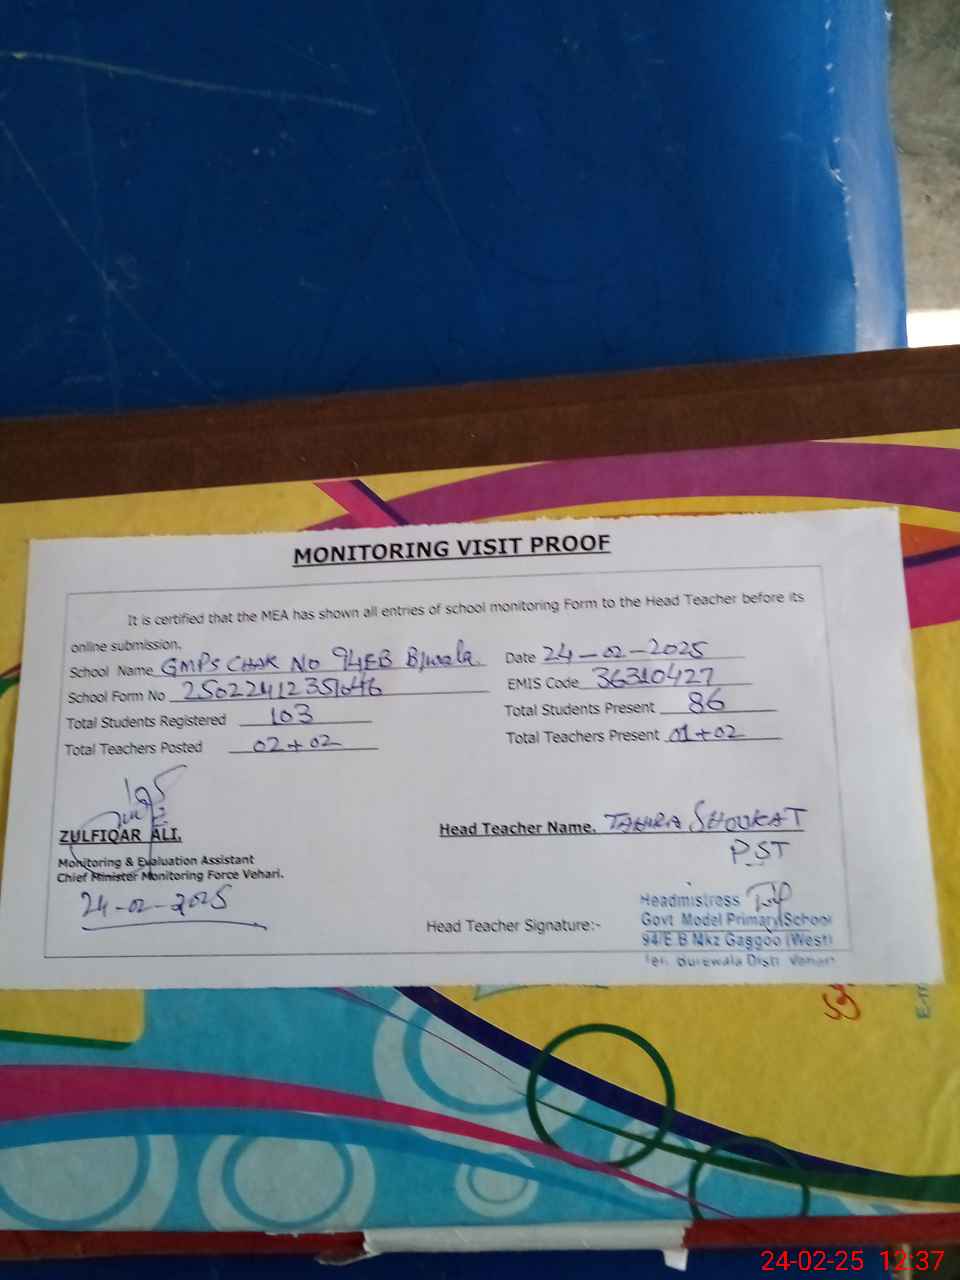 MONITORING VISIT PROOF
It is certified that the MEA has shown all entries of school monitoring Form to the Head Teacher before its
online submission.
School Name GMPS CHAK NO 94EB B/wala Date 24-02-2025
School Form No 25022412351646 EMIS Code 36310427
Total Students Registered 103 Total Students Present 86
Total Teachers Posted 02+02 Total Teachers Present 01+02
ZULFIQAR ALI.
Monitoring & Evaluation Assistant
Chief Minister Monitoring Force Vehari.
24-02-2025
Head Teacher Name. TAHIRA SHOUKAT
PST
Head Teacher Signature:-
Headmistress
Govt Model Primary School
94/E.B Mkz Gaggoo (West)
Teh. Burewala Distt Vehari
24-02-25 12:37